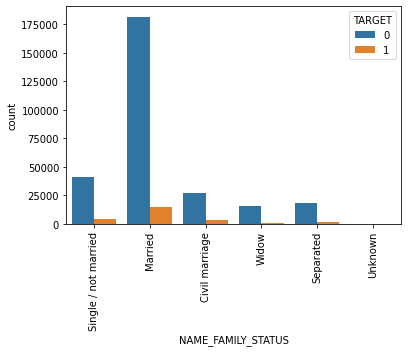 TARGET
0
1
175000
150000
125000
100000
75000
50000
25000
0
count
Single / not married
Married
Civil marriage
Widow
Separated
Unknown
NAME_FAMILY_STATUS